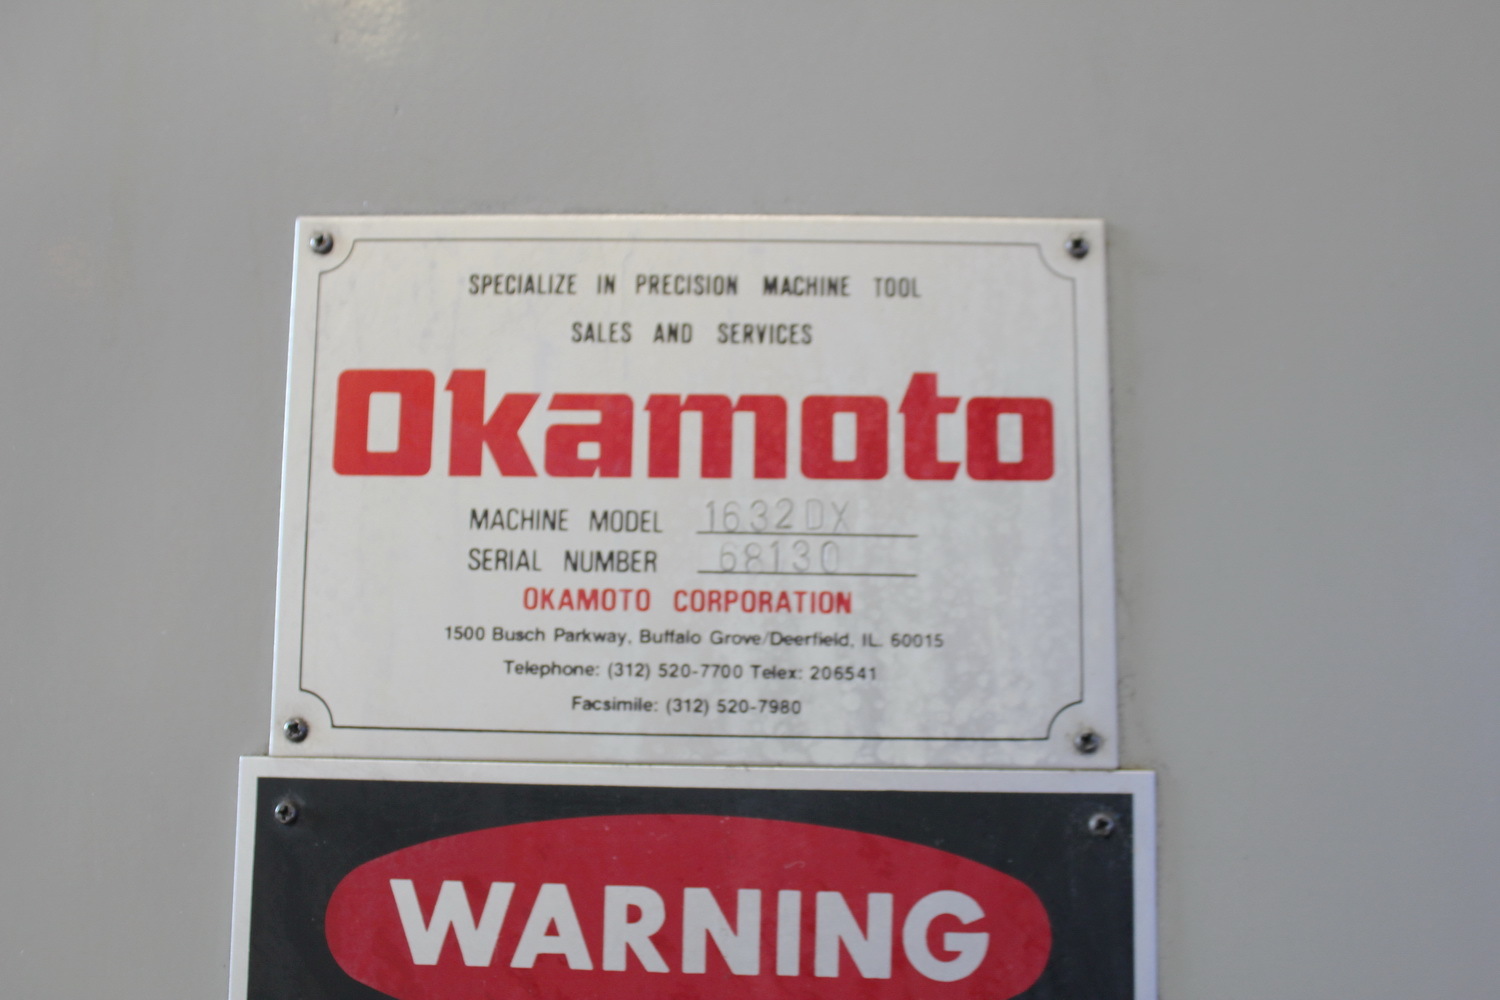 SPECIALIZE IN PRECISION MACHINE TOOL
SALES AND SERVICES
Okamoto
MACHINE MODEL 1632DX
SERIAL NUMBER 68130
OKAMOTO CORPORATION
1500 Busch Parkway, Buffalo Grove/Deerfield, IL. 60015
Telephone: (312) 520-7700 Telex: 206541
Facsimile: (312) 520-7980
WARNING